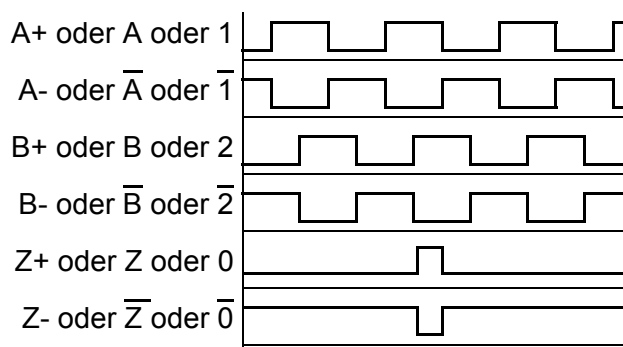 A+ oder A oder 1
A- oder A̅ oder 1̅
B+ oder B oder 2
B- oder B̅ oder 2̅
Z+ oder Z oder 0
Z- oder Z̅ oder 0̅